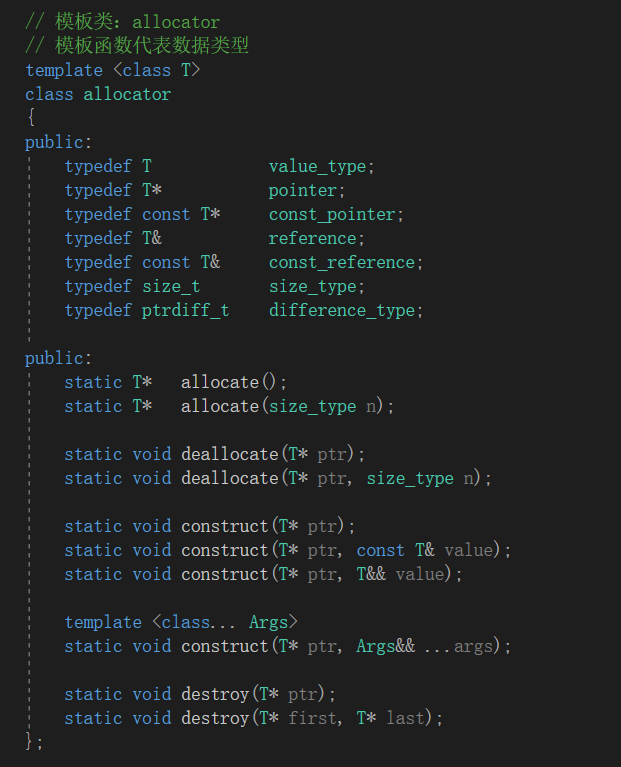 // 模板类：allocator
// 模板函数代表数据类型
template <class T>
class allocator
{
public:
    typedef T           value_type;
    typedef T*          pointer;
    typedef const T*    const_pointer;
    typedef T&          reference;
    typedef const T&    const_reference;
    typedef size_t      size_type;
    typedef ptrdiff_t   difference_type;

public:
    static T*   allocate();
    static T*   allocate(size_type n);

    static void deallocate(T* ptr);
    static void deallocate(T* ptr, size_type n);

    static void construct(T* ptr);
    static void construct(T* ptr, const T& value);
    static void construct(T* ptr, T&& value);

    template <class... Args>
    static void construct(T* ptr, Args&& ...args);

    static void destroy(T* ptr);
    static void destroy(T* first, T* last);
};